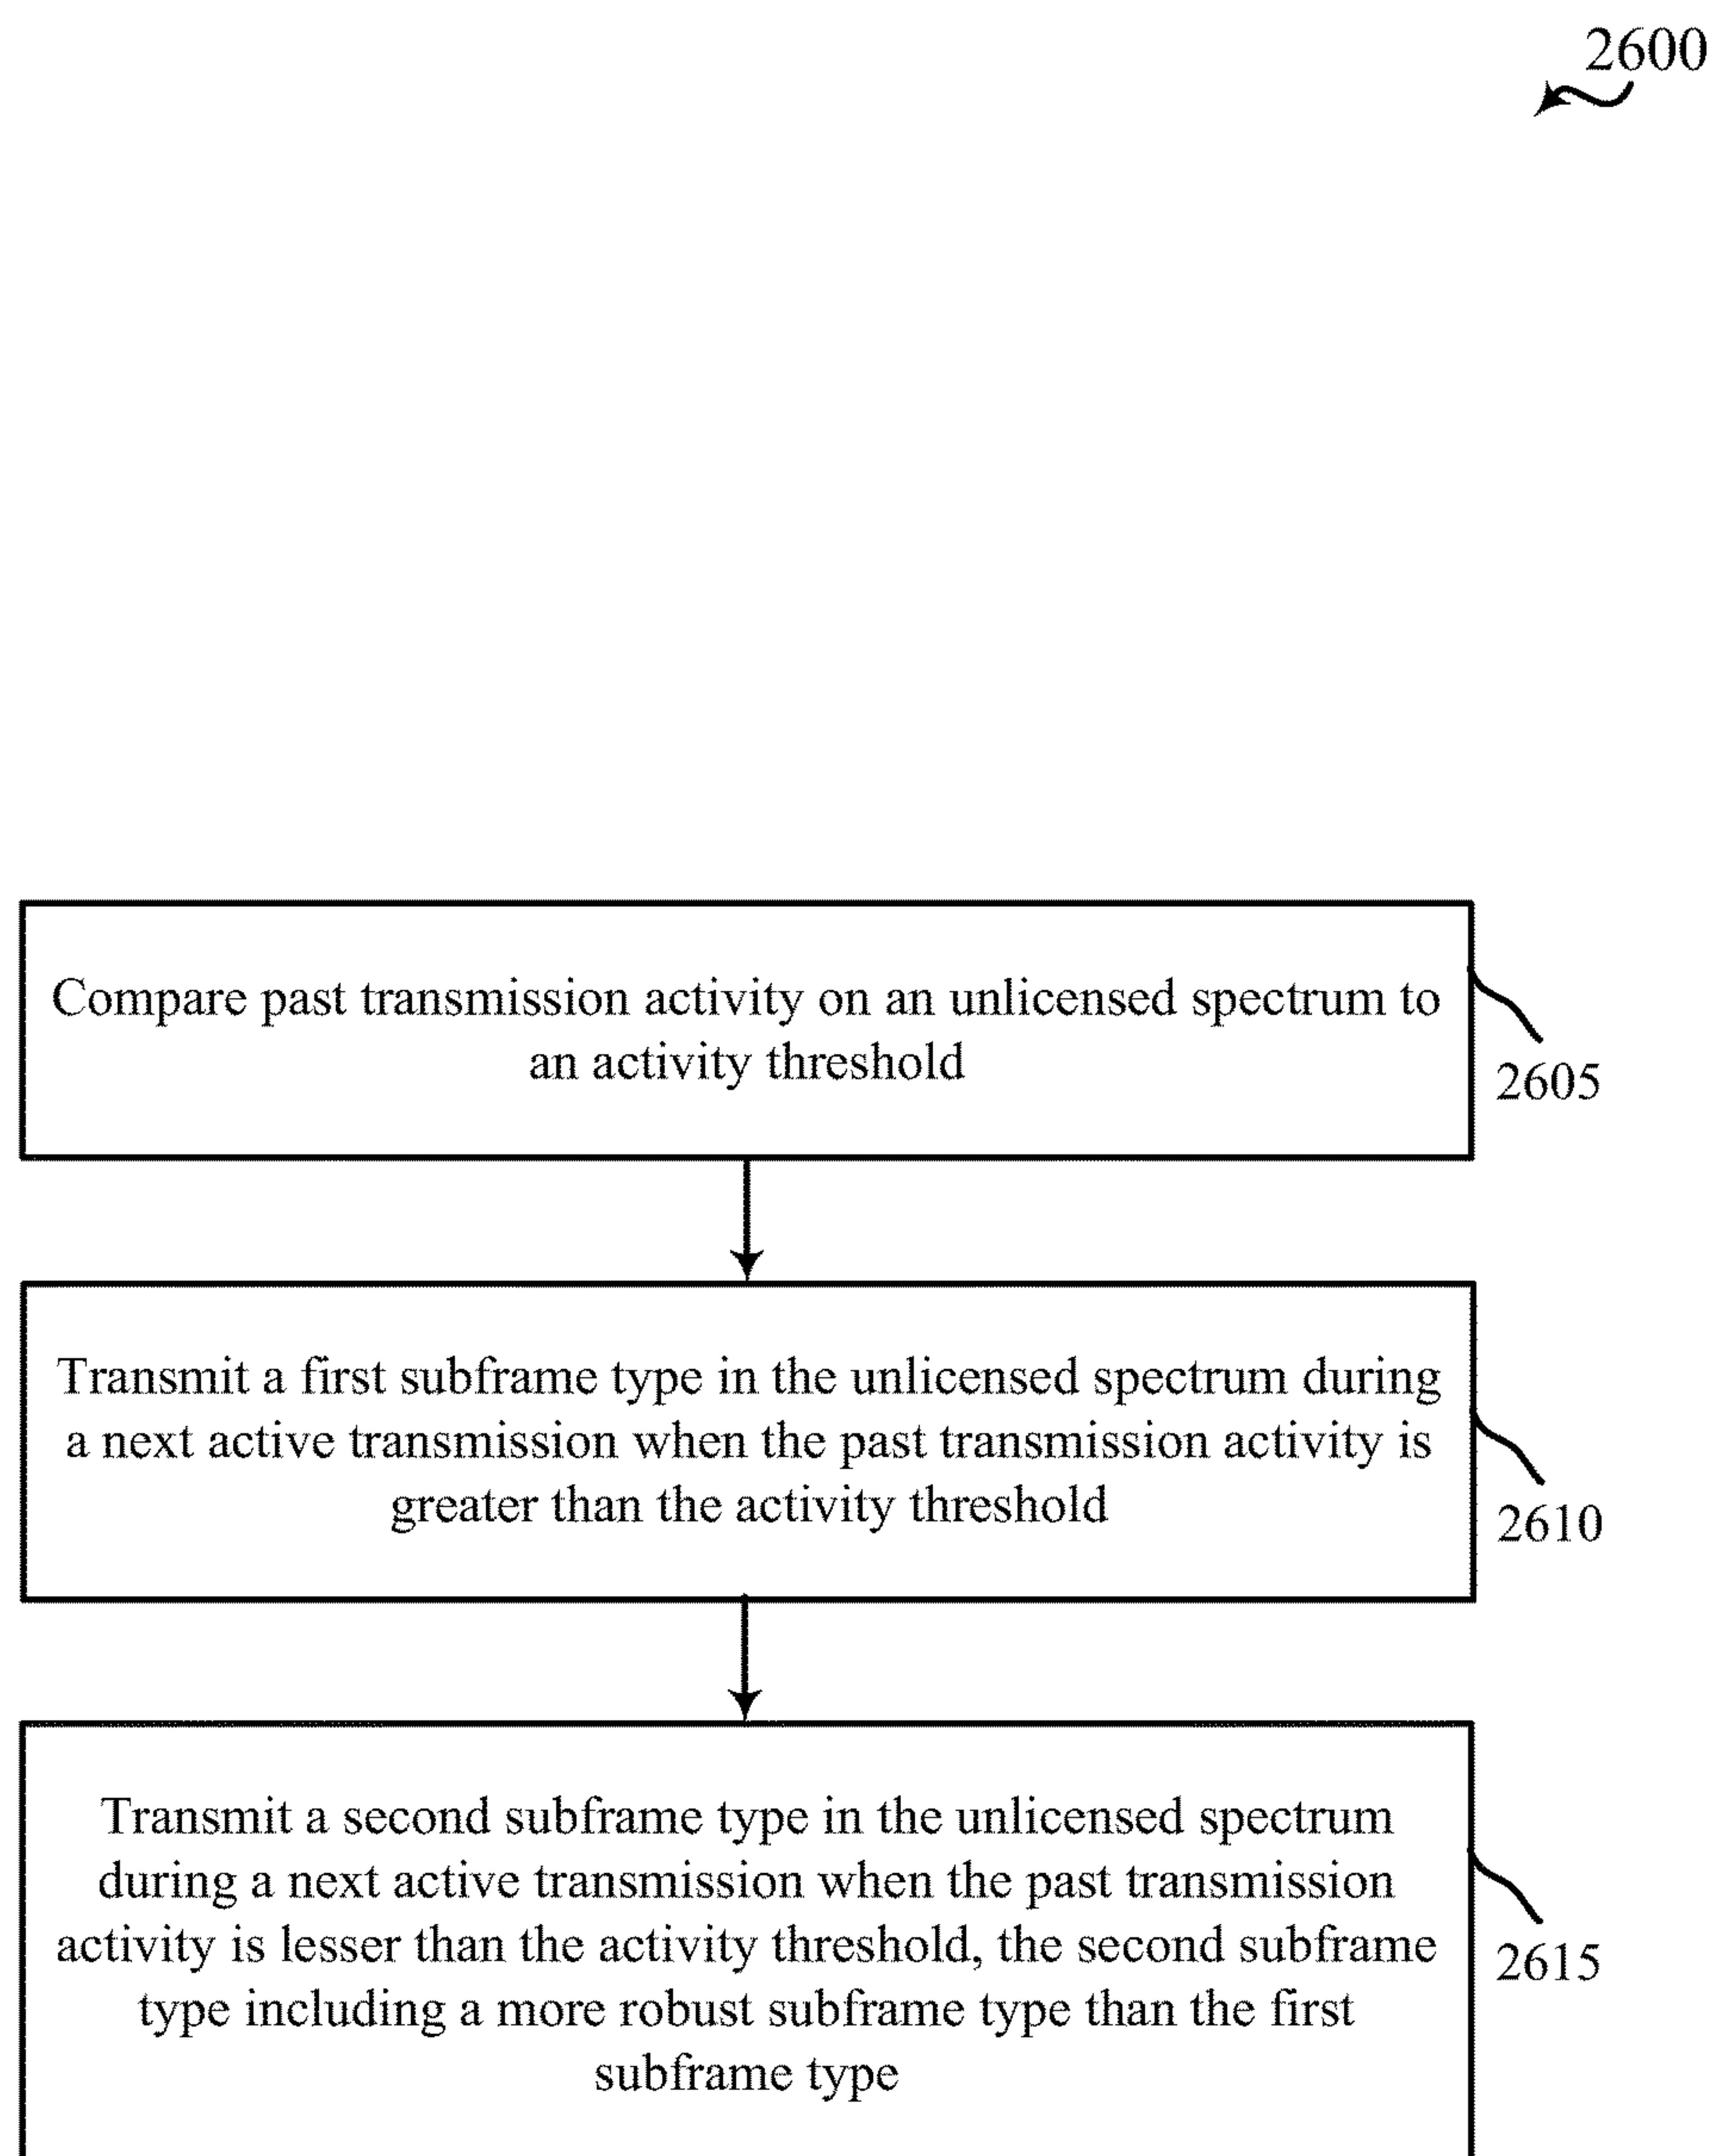 2600
Compare past transmission activity on an unlicensed spectrum to
an activity threshold
2605
Transmit a first subframe type in the unlicensed spectrum during
a next active transmission when the past transmission activity is
greater than the activity threshold
2610
Transmit a second subframe type in the unlicensed spectrum
during a next active transmission when the past transmission
activity is lesser than the activity threshold, the second subframe
type including a more robust subframe type than the first
subframe type
2615